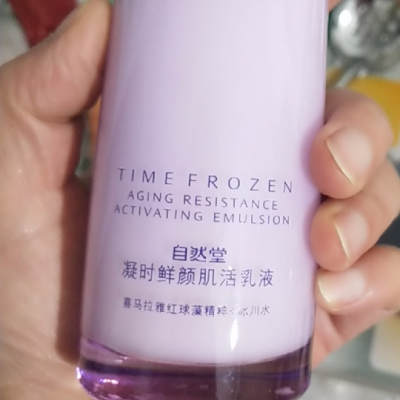 TIME FROZEN
AGING RESISTANCE
ACTIVATING EMULSION
自然堂
凝时鲜颜肌活乳液
喜马拉雅红球藻精粹 冰川水